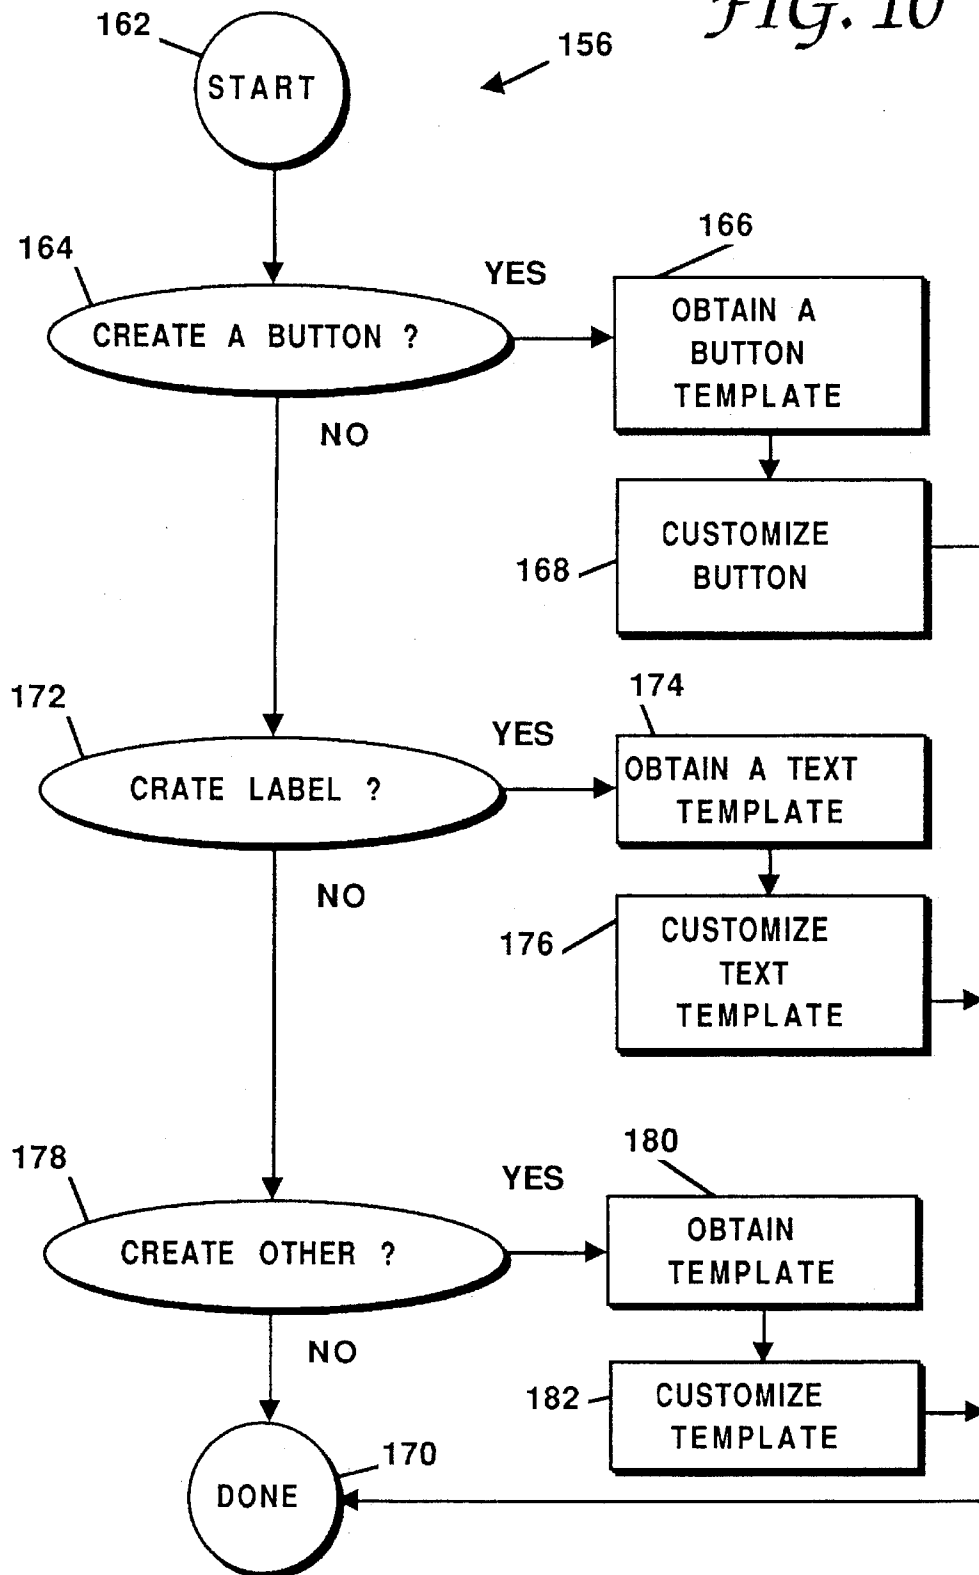 FIG. 10
162
START
156
164
CREATE A BUTTON ?
YES
166
OBTAIN A
BUTTON
TEMPLATE
NO
168
CUSTOMIZE
BUTTON
172
CRATE LABEL ?
YES
174
OBTAIN A TEXT
TEMPLATE
NO
176
CUSTOMIZE
TEXT
TEMPLATE
178
CREATE OTHER ?
YES
180
OBTAIN
TEMPLATE
NO
182
CUSTOMIZE
TEMPLATE
170
DONE